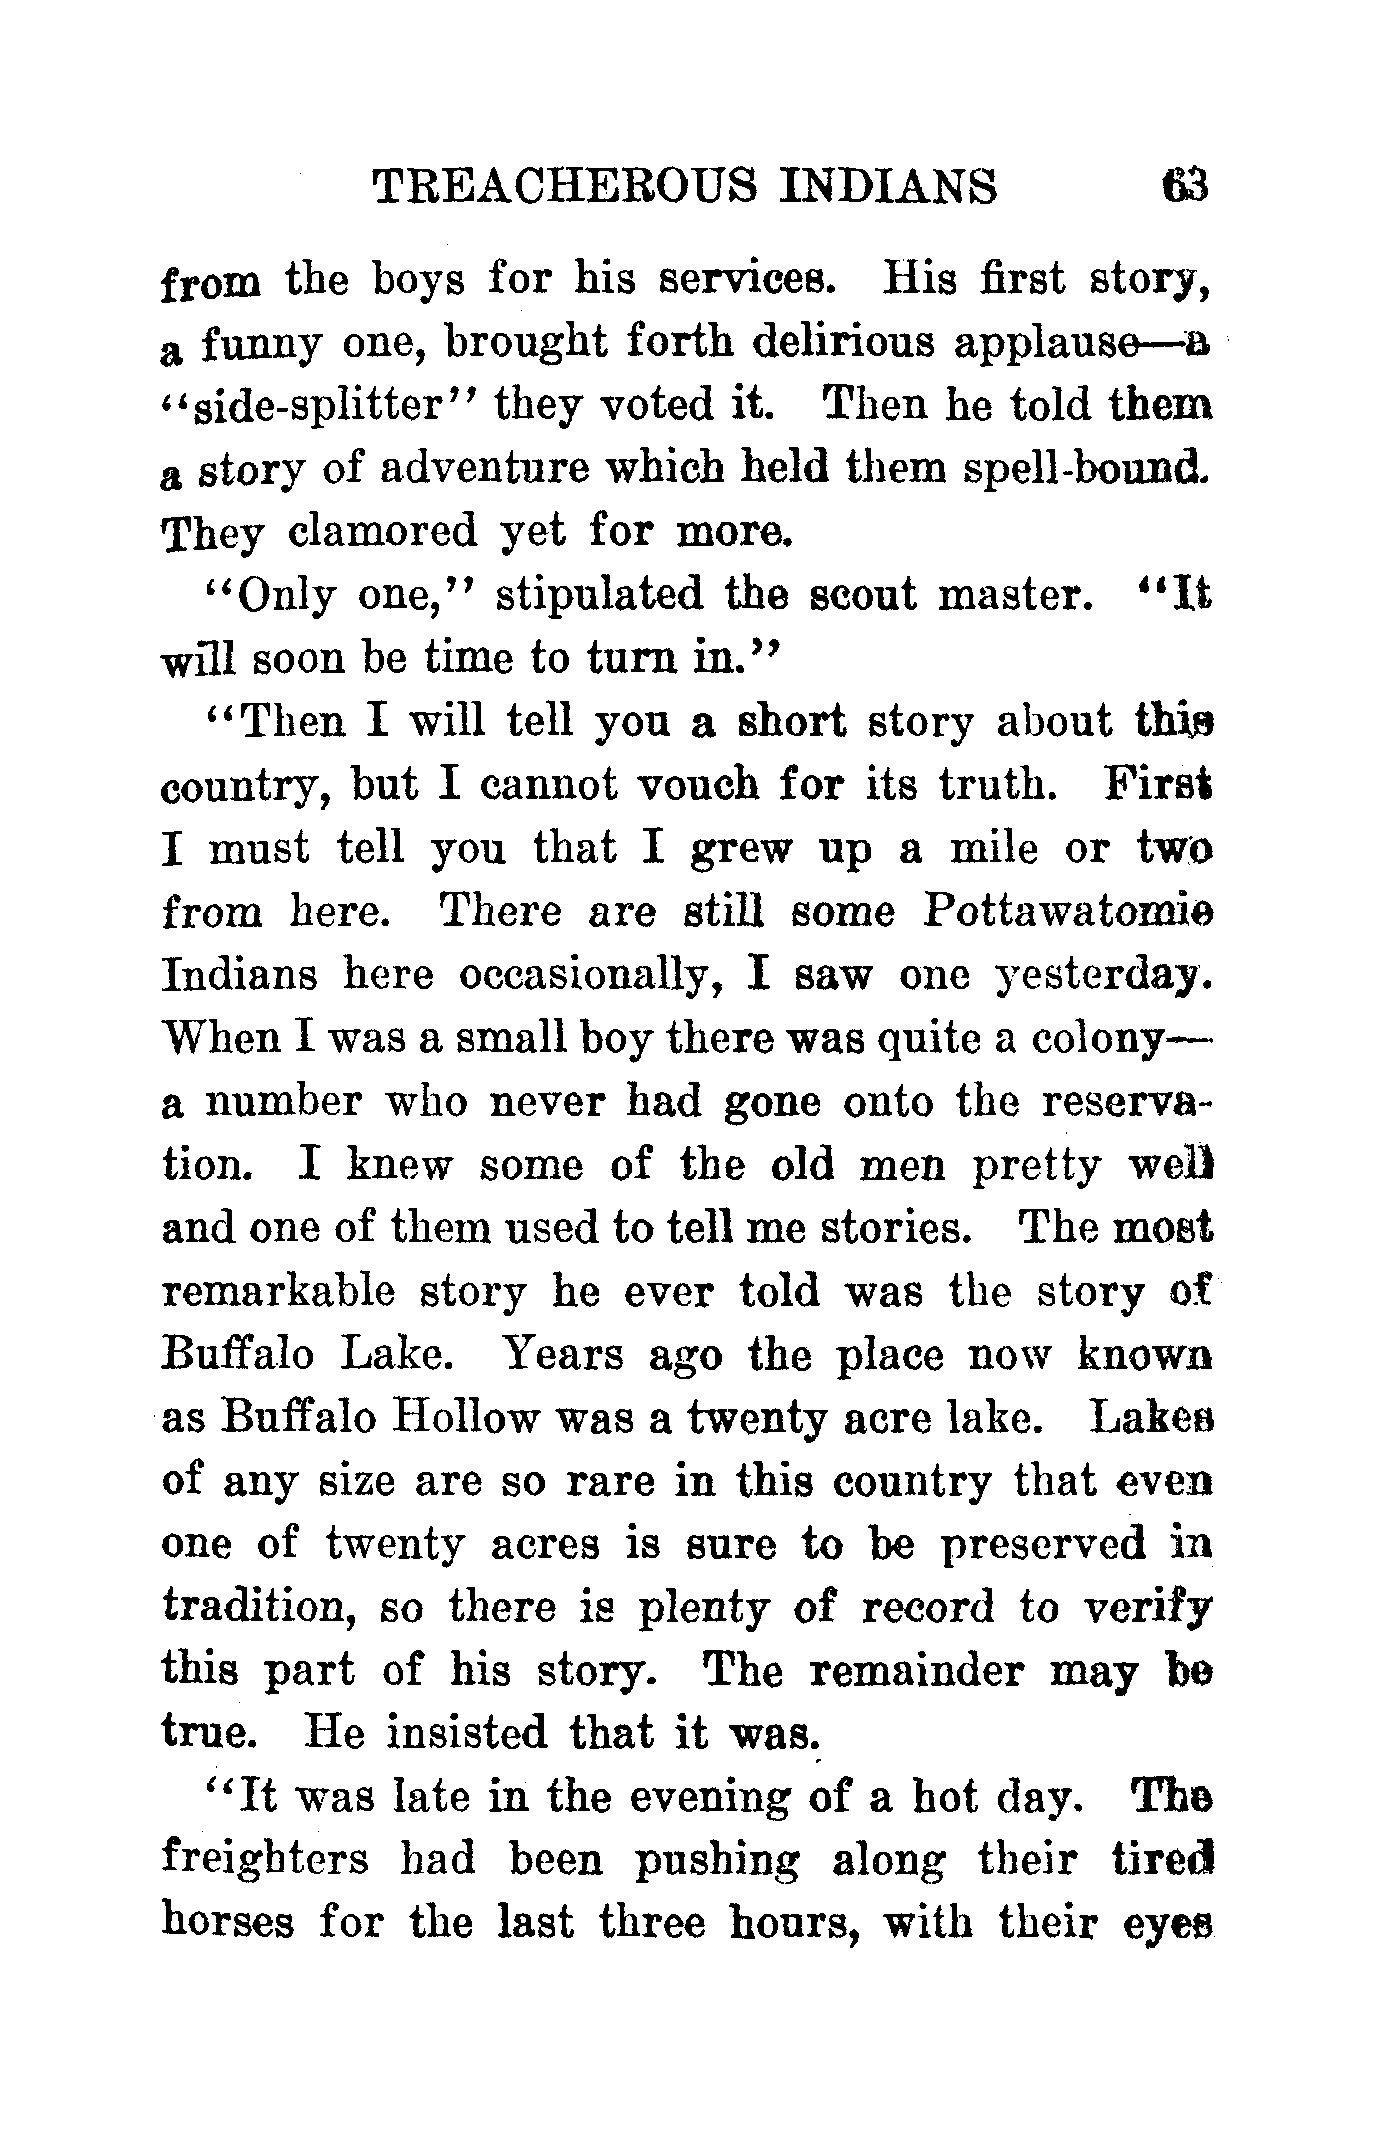 TREACHEROUS INDIANS 63
from the boys for his services. His first story,
a funny one, brought forth delirious applause—a
"side-splitter" they voted it. Then he told them
a story of adventure which held them spell-bound.
They clamored yet for more.
"Only one," stipulated the scout master. "It
will soon be time to turn in."
"Then I will tell you a short story about this
country, but I cannot vouch for its truth. First
I must tell you that I grew up a mile or two
from here. There are still some Pottawatomie
Indians here occasionally, I saw one yesterday.
When I was a small boy there was quite a colony—
a number who never had gone onto the reserva-
tion. I knew some of the old men pretty well
and one of them used to tell me stories. The most
remarkable story he ever told was the story of
Buffalo Lake. Years ago the place now known
as Buffalo Hollow was a twenty acre lake. Lakes
of any size are so rare in this country that even
one of twenty acres is sure to be preserved in
tradition, so there is plenty of record to verify
this part of his story. The remainder may be
true. He insisted that it was.
"It was late in the evening of a hot day. The
freighters had been pushing along their tired
horses for the last three hours, with their eyes